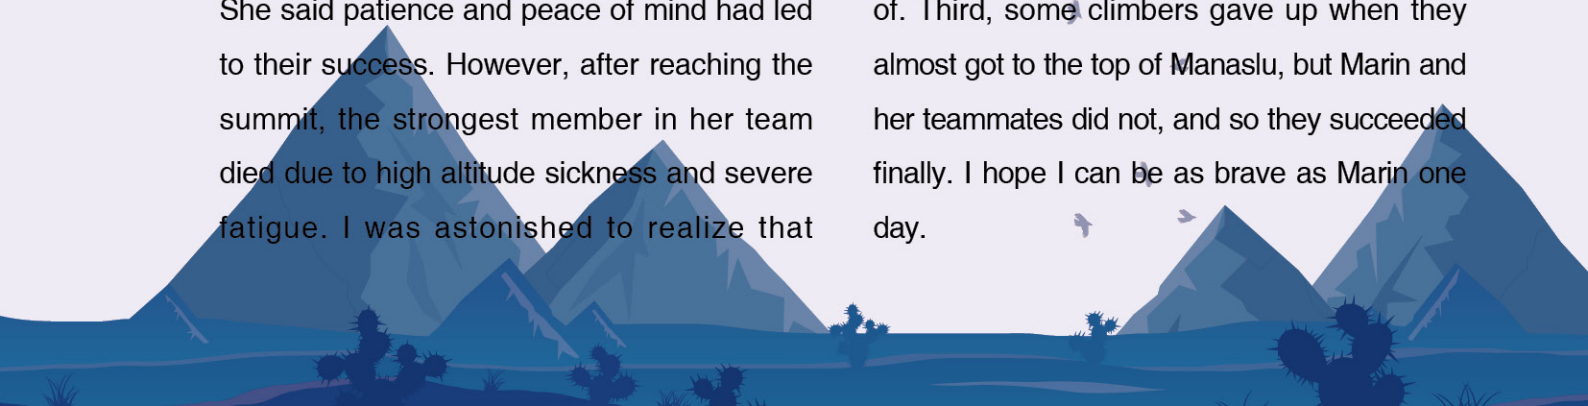 She said patience and peace of mind had led
to their success. However, after reaching the
summit, the strongest member in her team
died due to high altitude sickness and severe
fatigue. I was astonished to realize that
of. Third, some climbers gave up when they
almost got to the top of Manaslu, but Marin and
her teammates did not, and so they succeeded
finally. I hope I can be as brave as Marin one
day.